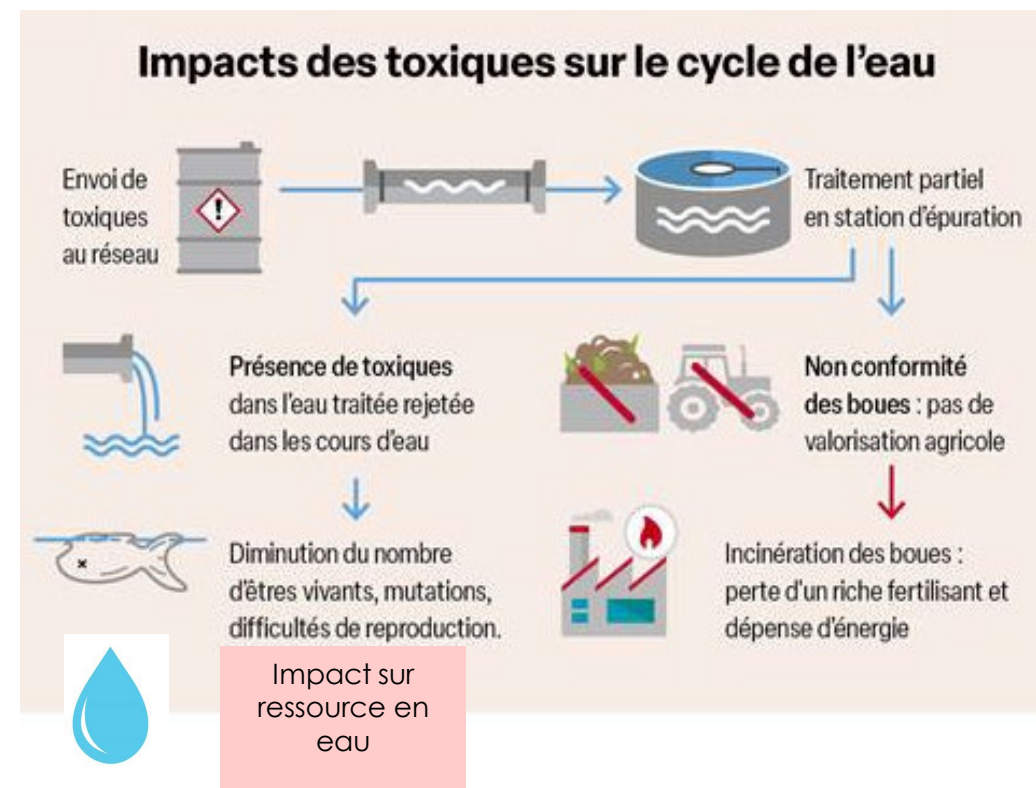 Impacts des toxiques sur le cycle de l'eau
Envoi de
toxiques
au réseau
!
Traitement partiel
en station d'épuration
Présence de toxiques
dans l'eau traitée rejetée
dans les cours d'eau
Non conformité
des boues : pas de
valorisation agricole
Diminution du nombre
d'êtres vivants, mutations,
difficultés de reproduction.
Incinération des boues :
perte d'un riche fertilisant et
dépense d'énergie
Impact sur
ressource en
eau